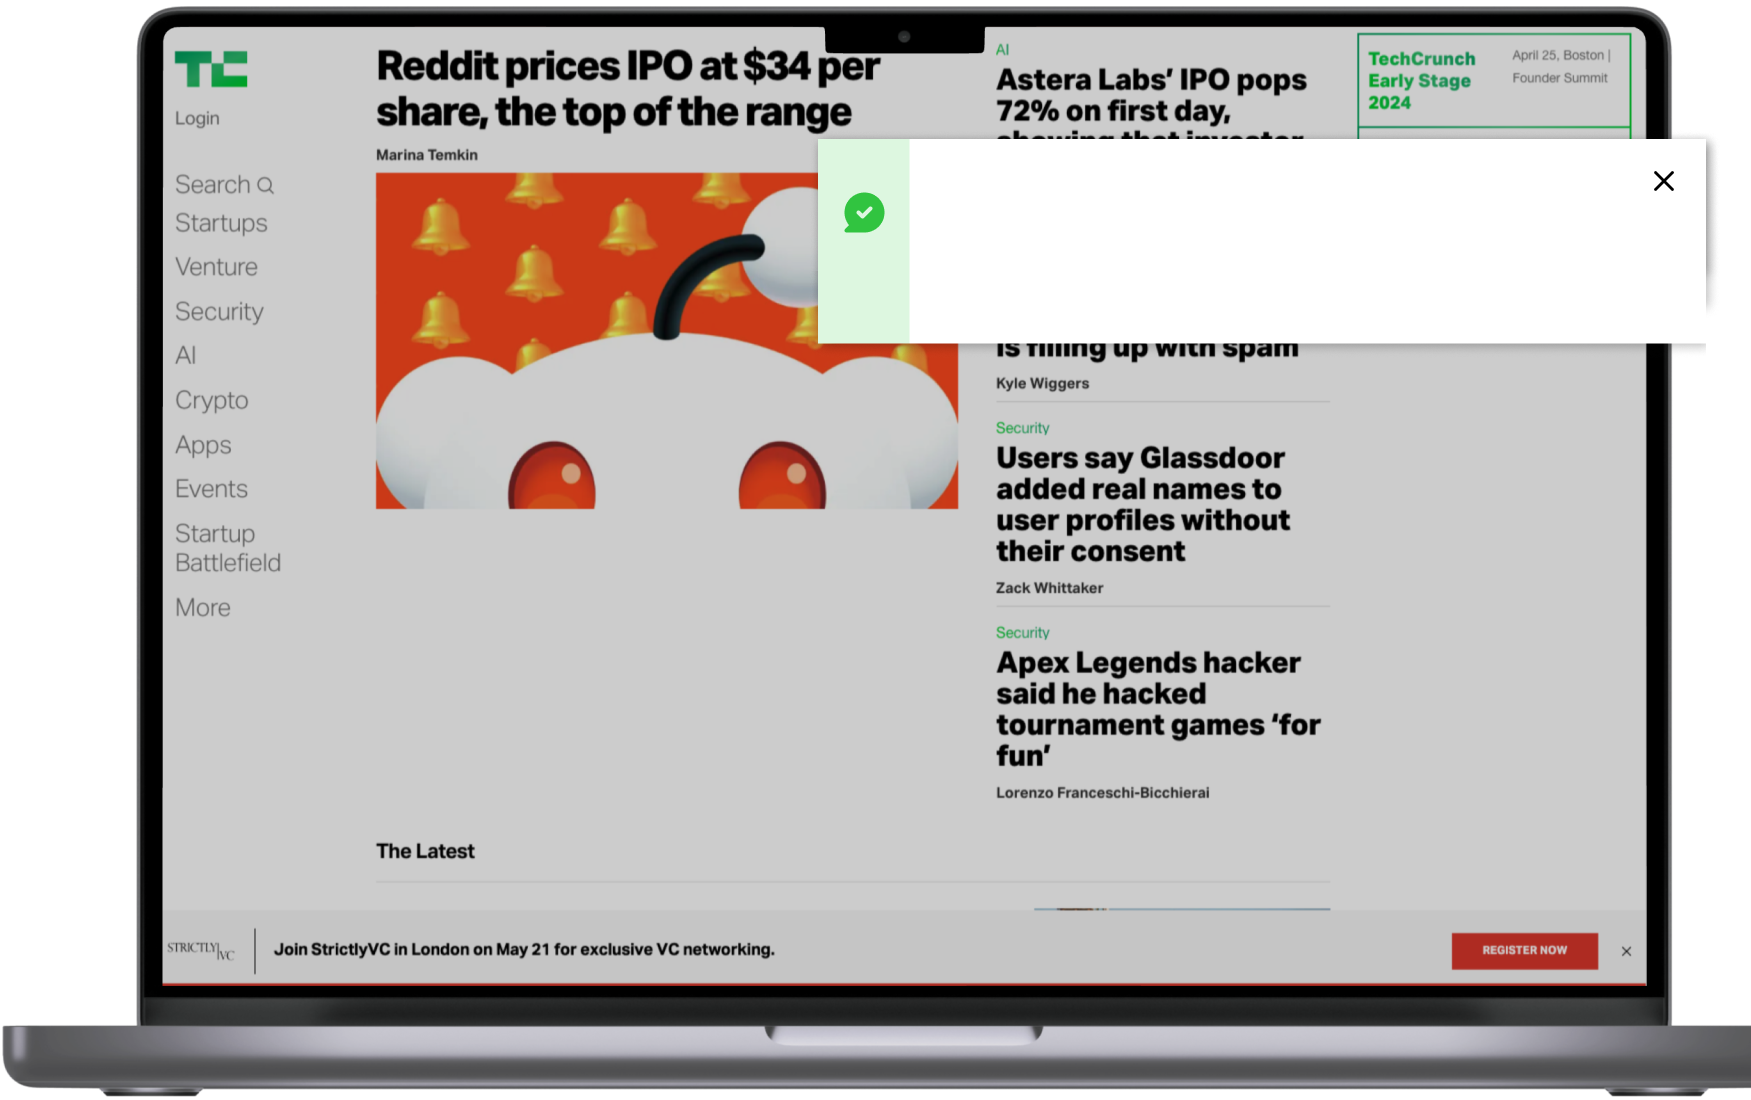 TC
Login
Search
Startups
Venture
Security
AI
Crypto
Apps
Events
Startup
Battlefield
More
Reddit prices IPO at $34 per
share, the top of the range
Marina Temkin
AI
Astera Labs’ IPO pops
72% on first day,
showing that investor
is filling up with spam
Kyle Wiggers
Security
Users say Glassdoor
added real names to
user profiles without
their consent
Zack Whittaker
Security
Apex Legends hacker
said he hacked
tournament games ‘for
fun’
Lorenzo Franceschi-Bicchierai
TechCrunch
Early Stage
2024
April 25, Boston |
Founder Summit
The Latest
STRICTLY|VC
Join StrictlyVC in London on May 21 for exclusive VC networking.
REGISTER NOW